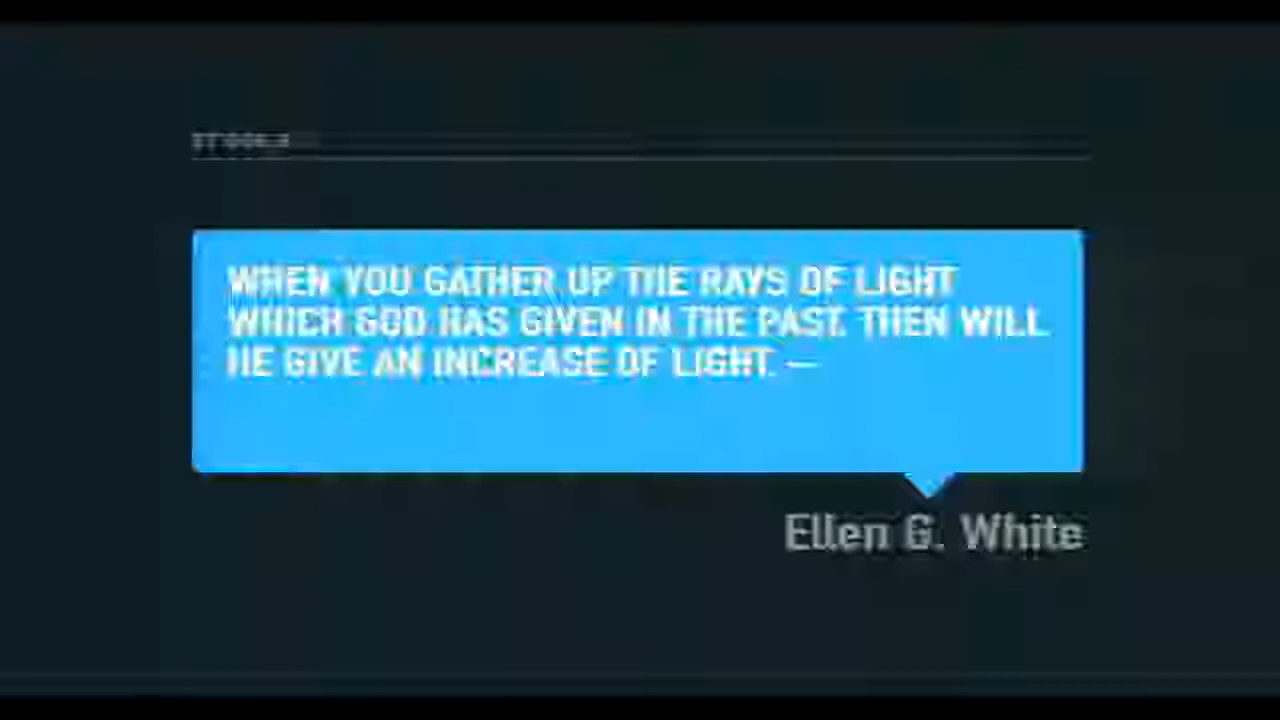 WHEN YOU GATHER UP THE RAYS OF LIGHT
WHICH GOD HAS GIVEN IN THE PAST. THEN WILL
HE GIVE AN INCREASE OF LIGHT. —
Ellen G. White